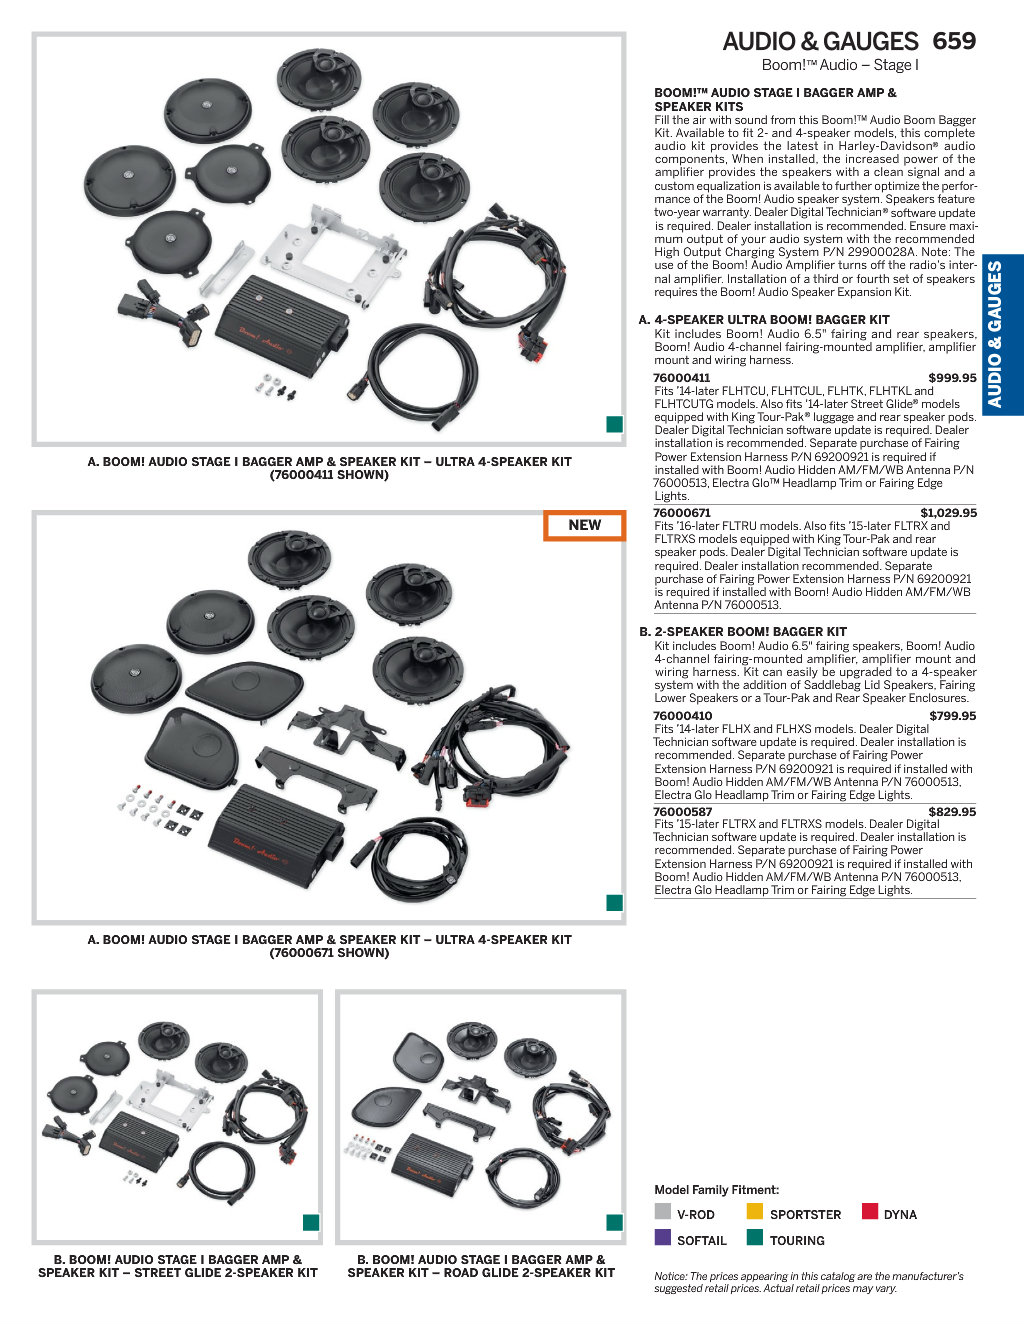 AUDIO & GAUGES 659
Boom!™ Audio – Stage I
BOOM!™ AUDIO STAGE I BAGGER AMP &
SPEAKER KITS
Fill the air with sound from this Boom!™ Audio Boom Bagger
Kit. Available to fit 2- and 4-speaker models, this complete
audio kit provides the latest in Harley-Davidson® audio
components, When installed, the increased power of the
amplifier provides the speakers with a clean signal and a
custom equalization is available to further optimize the perfor-
mance of the Boom! Audio speaker system. Speakers feature
two-year warranty. Dealer Digital Technician® software update
is required. Dealer installation is recommended. Ensure maxi-
mum output of your audio system with the recommended
High Output Charging System P/N 29900028A. Note: The
use of the Boom! Audio Amplifier turns off the radio's inter-
nal amplifier. Installation of a third or fourth set of speakers
requires the Boom! Audio Speaker Expansion Kit.
A. 4-SPEAKER ULTRA BOOM! BAGGER KIT
Kit includes Boom! Audio 6.5" fairing and rear speakers,
Boom! Audio 4-channel fairing-mounted amplifier, amplifier
mount and wiring harness.
76000411 $999.95
Fits '14-later FLHTCU, FLHTCUL, FLHTK, FLHTKL and
FLHTCUTG models. Also fits '14-later Street Glide® models
equipped with King Tour-Pak® luggage and rear speaker pods.
Dealer Digital Technician software update is required. Dealer
installation is recommended. Separate purchase of Fairing
Power Extension Harness P/N 69200921 is required if
installed with Boom! Audio Hidden AM/FM/WB Antenna P/N
76000513, Electra Glo™ Headlamp Trim or Fairing Edge
Lights.
76000671 $1,029.95
Fits '16-later FLTRU models. Also fits '15-later FLTRX and
FLTRXS models equipped with King Tour-Pak and rear
speaker pods. Dealer Digital Technician software update is
required. Dealer installation recommended. Separate
purchase of Fairing Power Extension Harness P/N 69200921
is required if installed with Boom! Audio Hidden AM/FM/WB
Antenna P/N 76000513.
B. 2-SPEAKER BOOM! BAGGER KIT
Kit includes Boom! Audio 6.5" fairing speakers, Boom! Audio
4-channel fairing-mounted amplifier, amplifier mount and
wiring harness. Kit can easily be upgraded to a 4-speaker
system with the addition of Saddlebag Lid Speakers, Fairing
Lower Speakers or a Tour-Pak and Rear Speaker Enclosures.
76000410 $799.95
Fits '14-later FLHX and FLHXS models. Dealer Digital
Technician software update is required. Dealer installation is
recommended. Separate purchase of Fairing Power
Extension Harness P/N 69200921 is required if installed with
Boom! Audio Hidden AM/FM/WB Antenna P/N 76000513,
Electra Glo Headlamp Trim or Fairing Edge Lights.
76000587 $829.95
Fits '15-later FLTRX and FLTRXS models. Dealer Digital
Technician software update is required. Dealer installation is
recommended. Separate purchase of Fairing Power
Extension Harness P/N 69200921 is required if installed with
Boom! Audio Hidden AM/FM/WB Antenna P/N 76000513,
Electra Glo Headlamp Trim or Fairing Edge Lights.
AUDIO & GAUGES
Boom! Audio
A. BOOM! AUDIO STAGE I BAGGER AMP & SPEAKER KIT – ULTRA 4-SPEAKER KIT
(76000411 SHOWN)
NEW
Boom! Audio
A. BOOM! AUDIO STAGE I BAGGER AMP & SPEAKER KIT – ULTRA 4-SPEAKER KIT
(76000671 SHOWN)
Boom! Audio
B. BOOM! AUDIO STAGE I BAGGER AMP &
SPEAKER KIT – STREET GLIDE 2-SPEAKER KIT
Boom! Audio
B. BOOM! AUDIO STAGE I BAGGER AMP &
SPEAKER KIT – ROAD GLIDE 2-SPEAKER KIT
Model Family Fitment:
V-ROD SPORTSTER DYNA
SOFTAIL TOURING
Notice: The prices appearing in this catalog are the manufacturer's
suggested retail prices. Actual retail prices may vary.